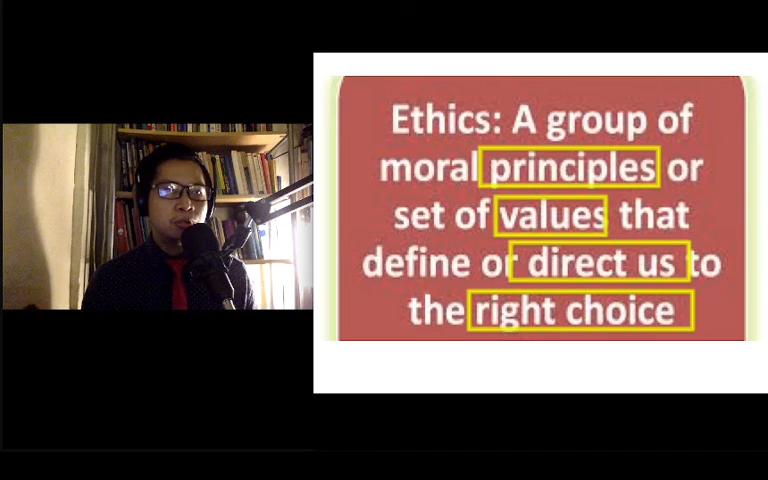 Ethics: A group of
moral principles or
set of values that
define or direct us to
the right choice